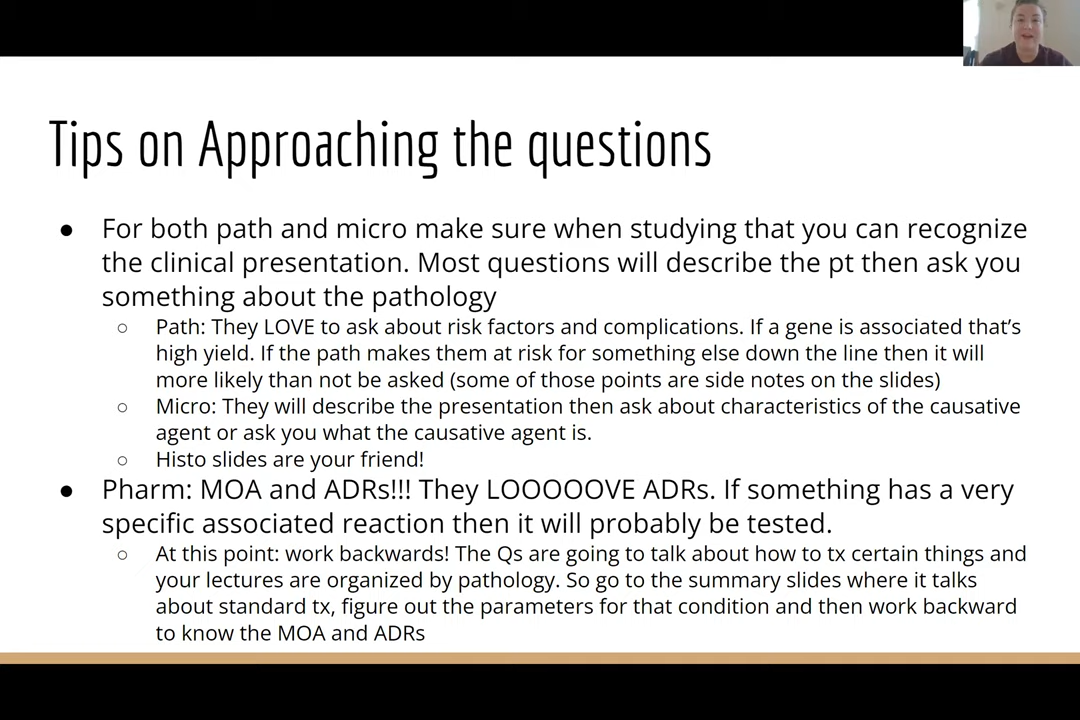 Tips on Approaching the questions
● For both path and micro make sure when studying that you can recognize
the clinical presentation. Most questions will describe the pt then ask you
something about the pathology
○ Path: They LOVE to ask about risk factors and complications. If a gene is associated that's
high yield. If the path makes them at risk for something else down the line then it will
more likely than not be asked (some of those points are side notes on the slides)
○ Micro: They will describe the presentation then ask about characteristics of the causative
agent or ask you what the causative agent is.
○ Histo slides are your friend!
● Pharm: MOA and ADRs!!! They LOOOOOVE ADRs. If something has a very
specific associated reaction then it will probably be tested.
○ At this point: work backwards! The Qs are going to talk about how to tx certain things and
your lectures are organized by pathology. So go to the summary slides where it talks
about standard tx, figure out the parameters for that condition and then work backward
to know the MOA and ADRs